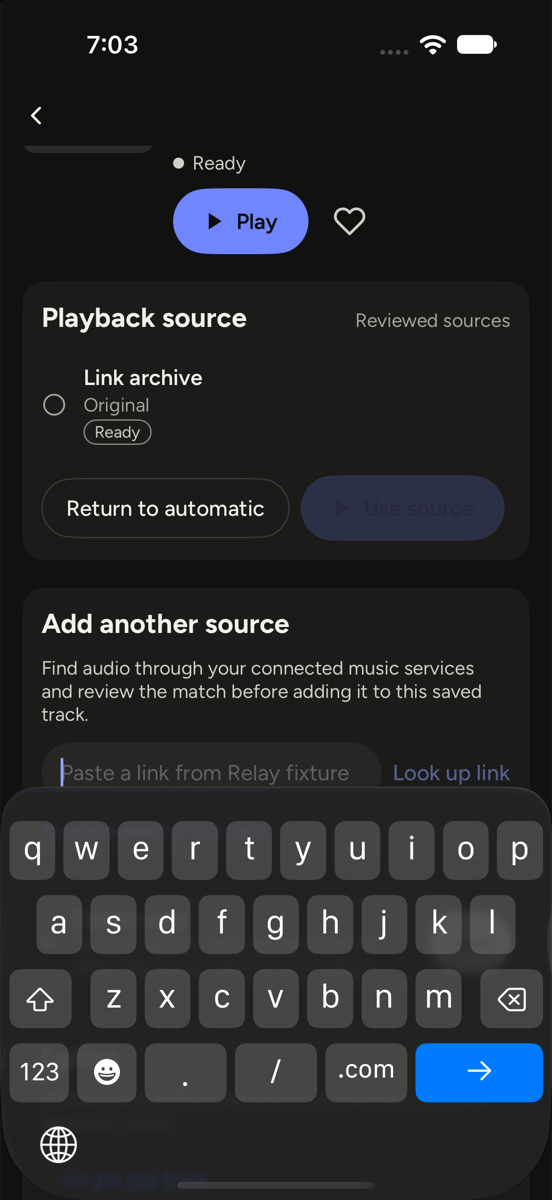 7:03
Ready
Play
Playback source
Reviewed sources
Link archive
Original
Ready
Return to automatic
Use source
Add another source
Find audio through your connected music services
and review the match before adding it to this saved
track.
Paste a link from Relay fixture
Look up link
q w e r t y u i o p
a s d f g h j k l
z x c v b n m
123 . / .com